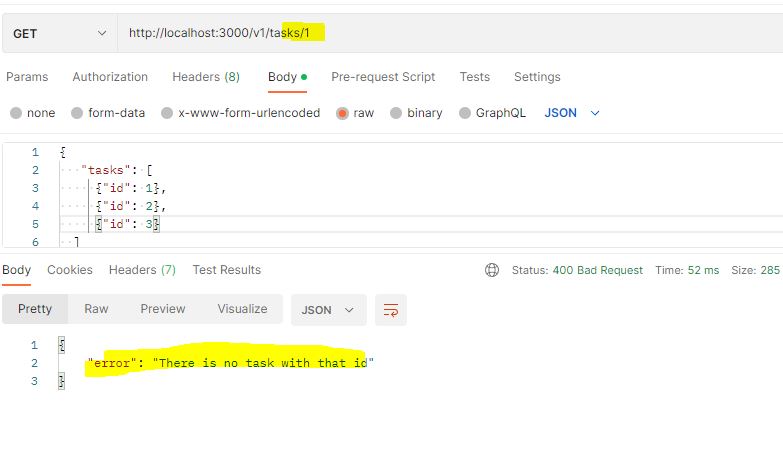 GET http://localhost:3000/v1/tasks/1
Params Authorization Headers (8) Body Pre-request Script Tests Settings
none form-data x-www-form-urlencoded raw binary GraphQL JSON
1 {
2 "tasks": [
3 {"id": 1},
4 {"id": 2},
5 {"id": 3}
6 ]
Body Cookies Headers (7) Test Results Status: 400 Bad Request Time: 52 ms Size: 285
Pretty Raw Preview Visualize JSON
1 {
2 "error": "There is no task with that id"
3 }